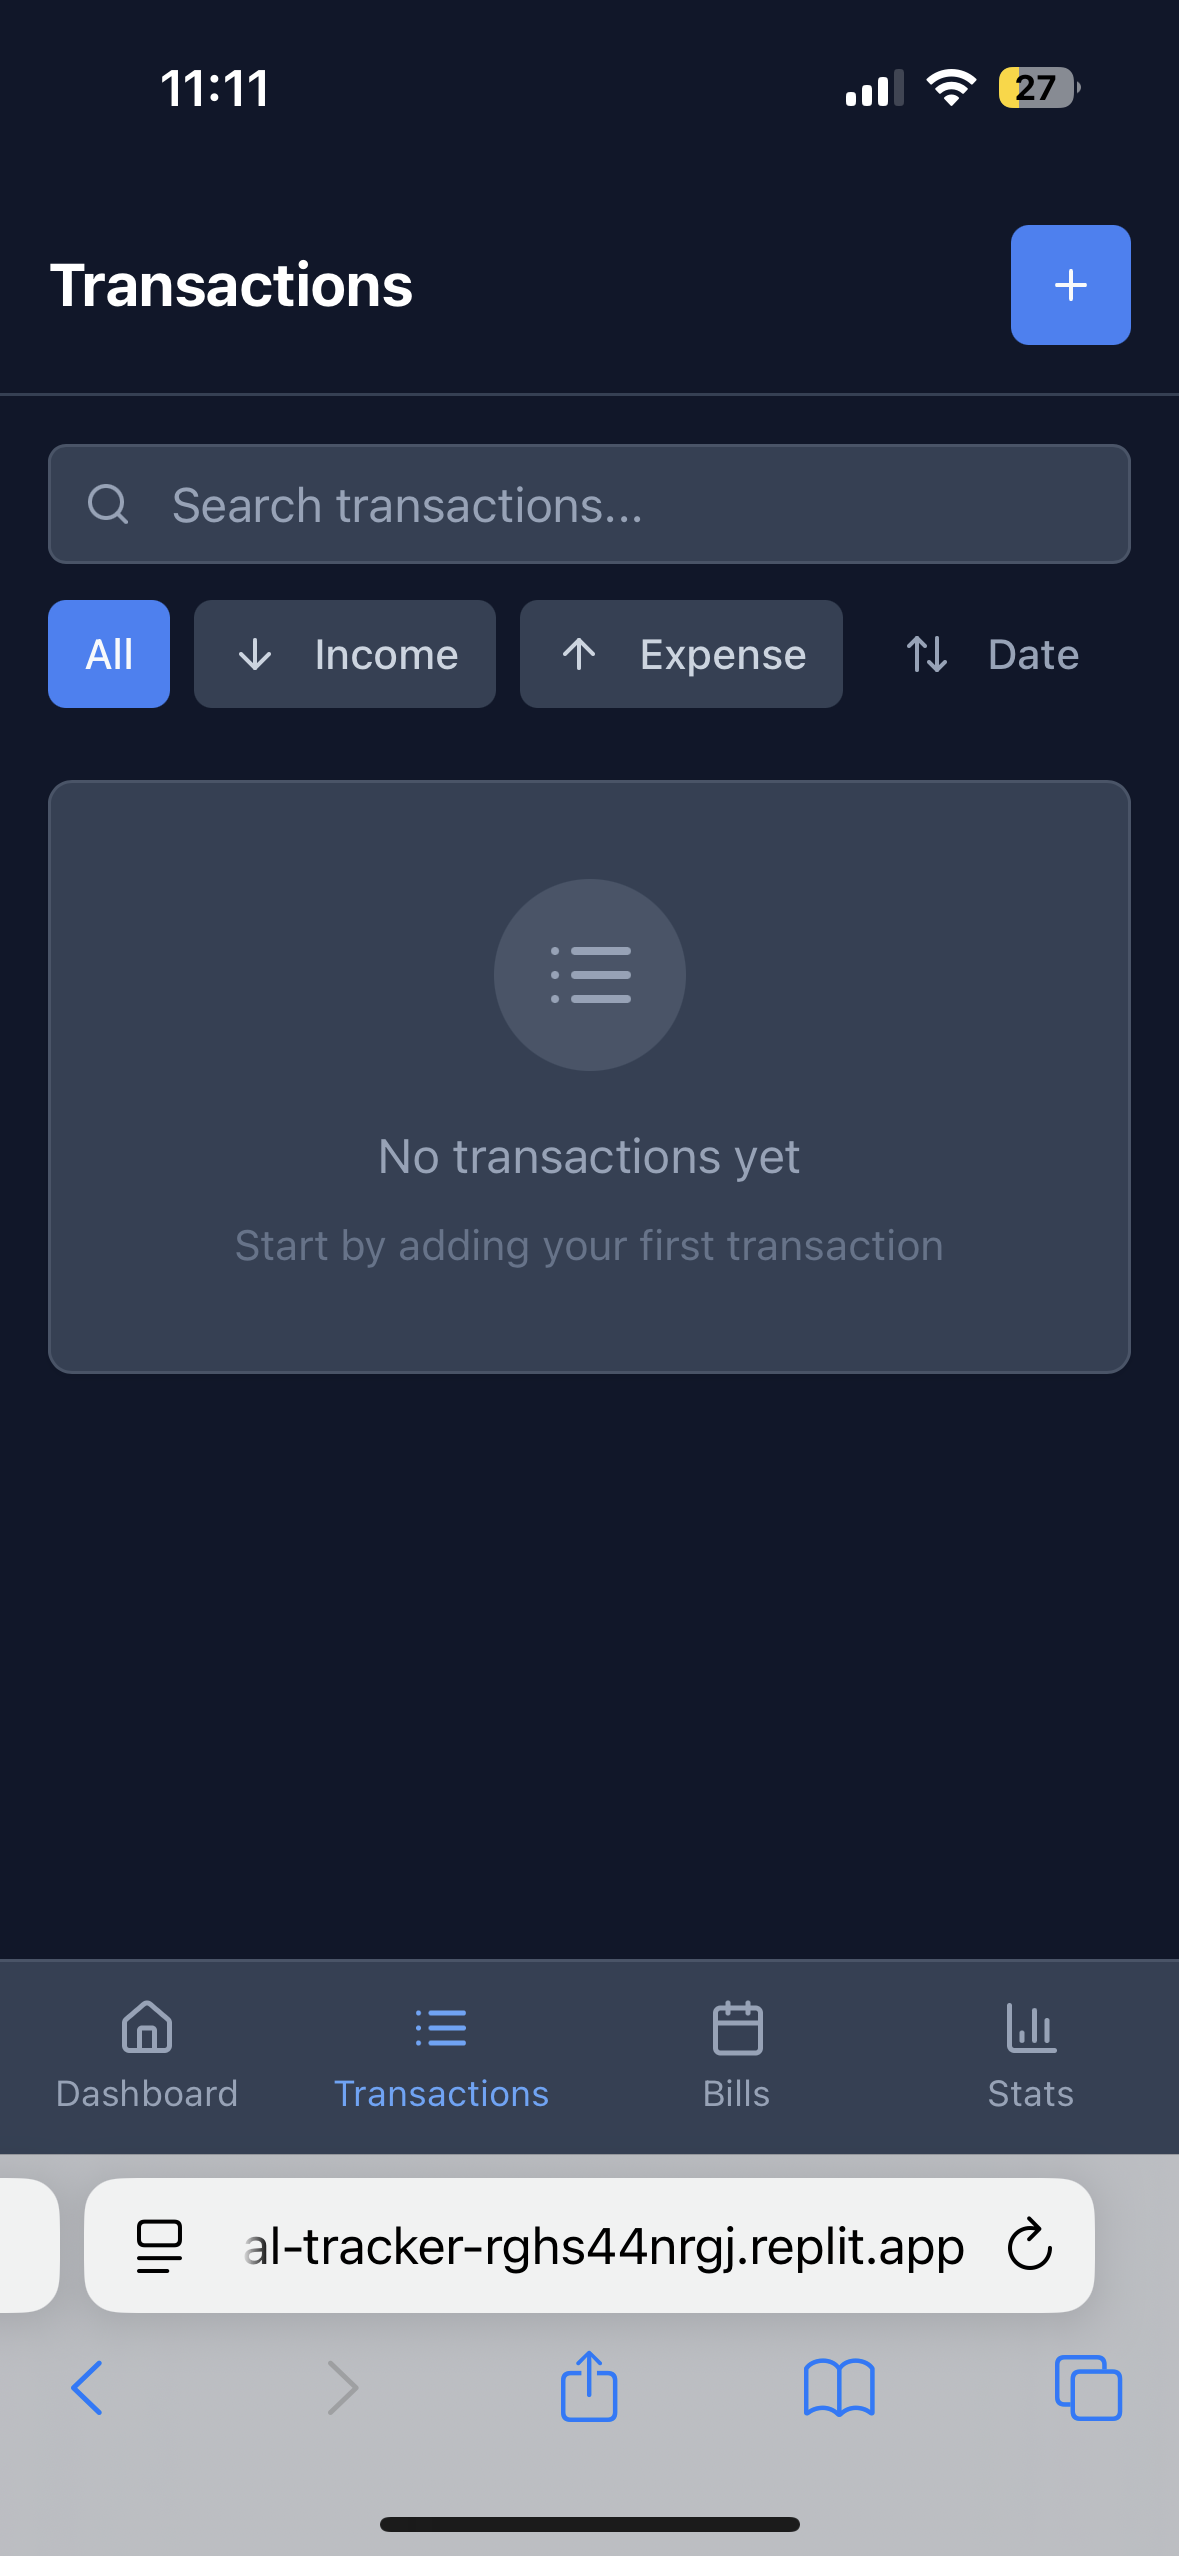 11:11
27
Transactions
Search transactions...
All Income Expense Date
No transactions yet
Start by adding your first transaction
Dashboard Transactions Bills Stats
al-tracker-rghs44nrgj.replit.app